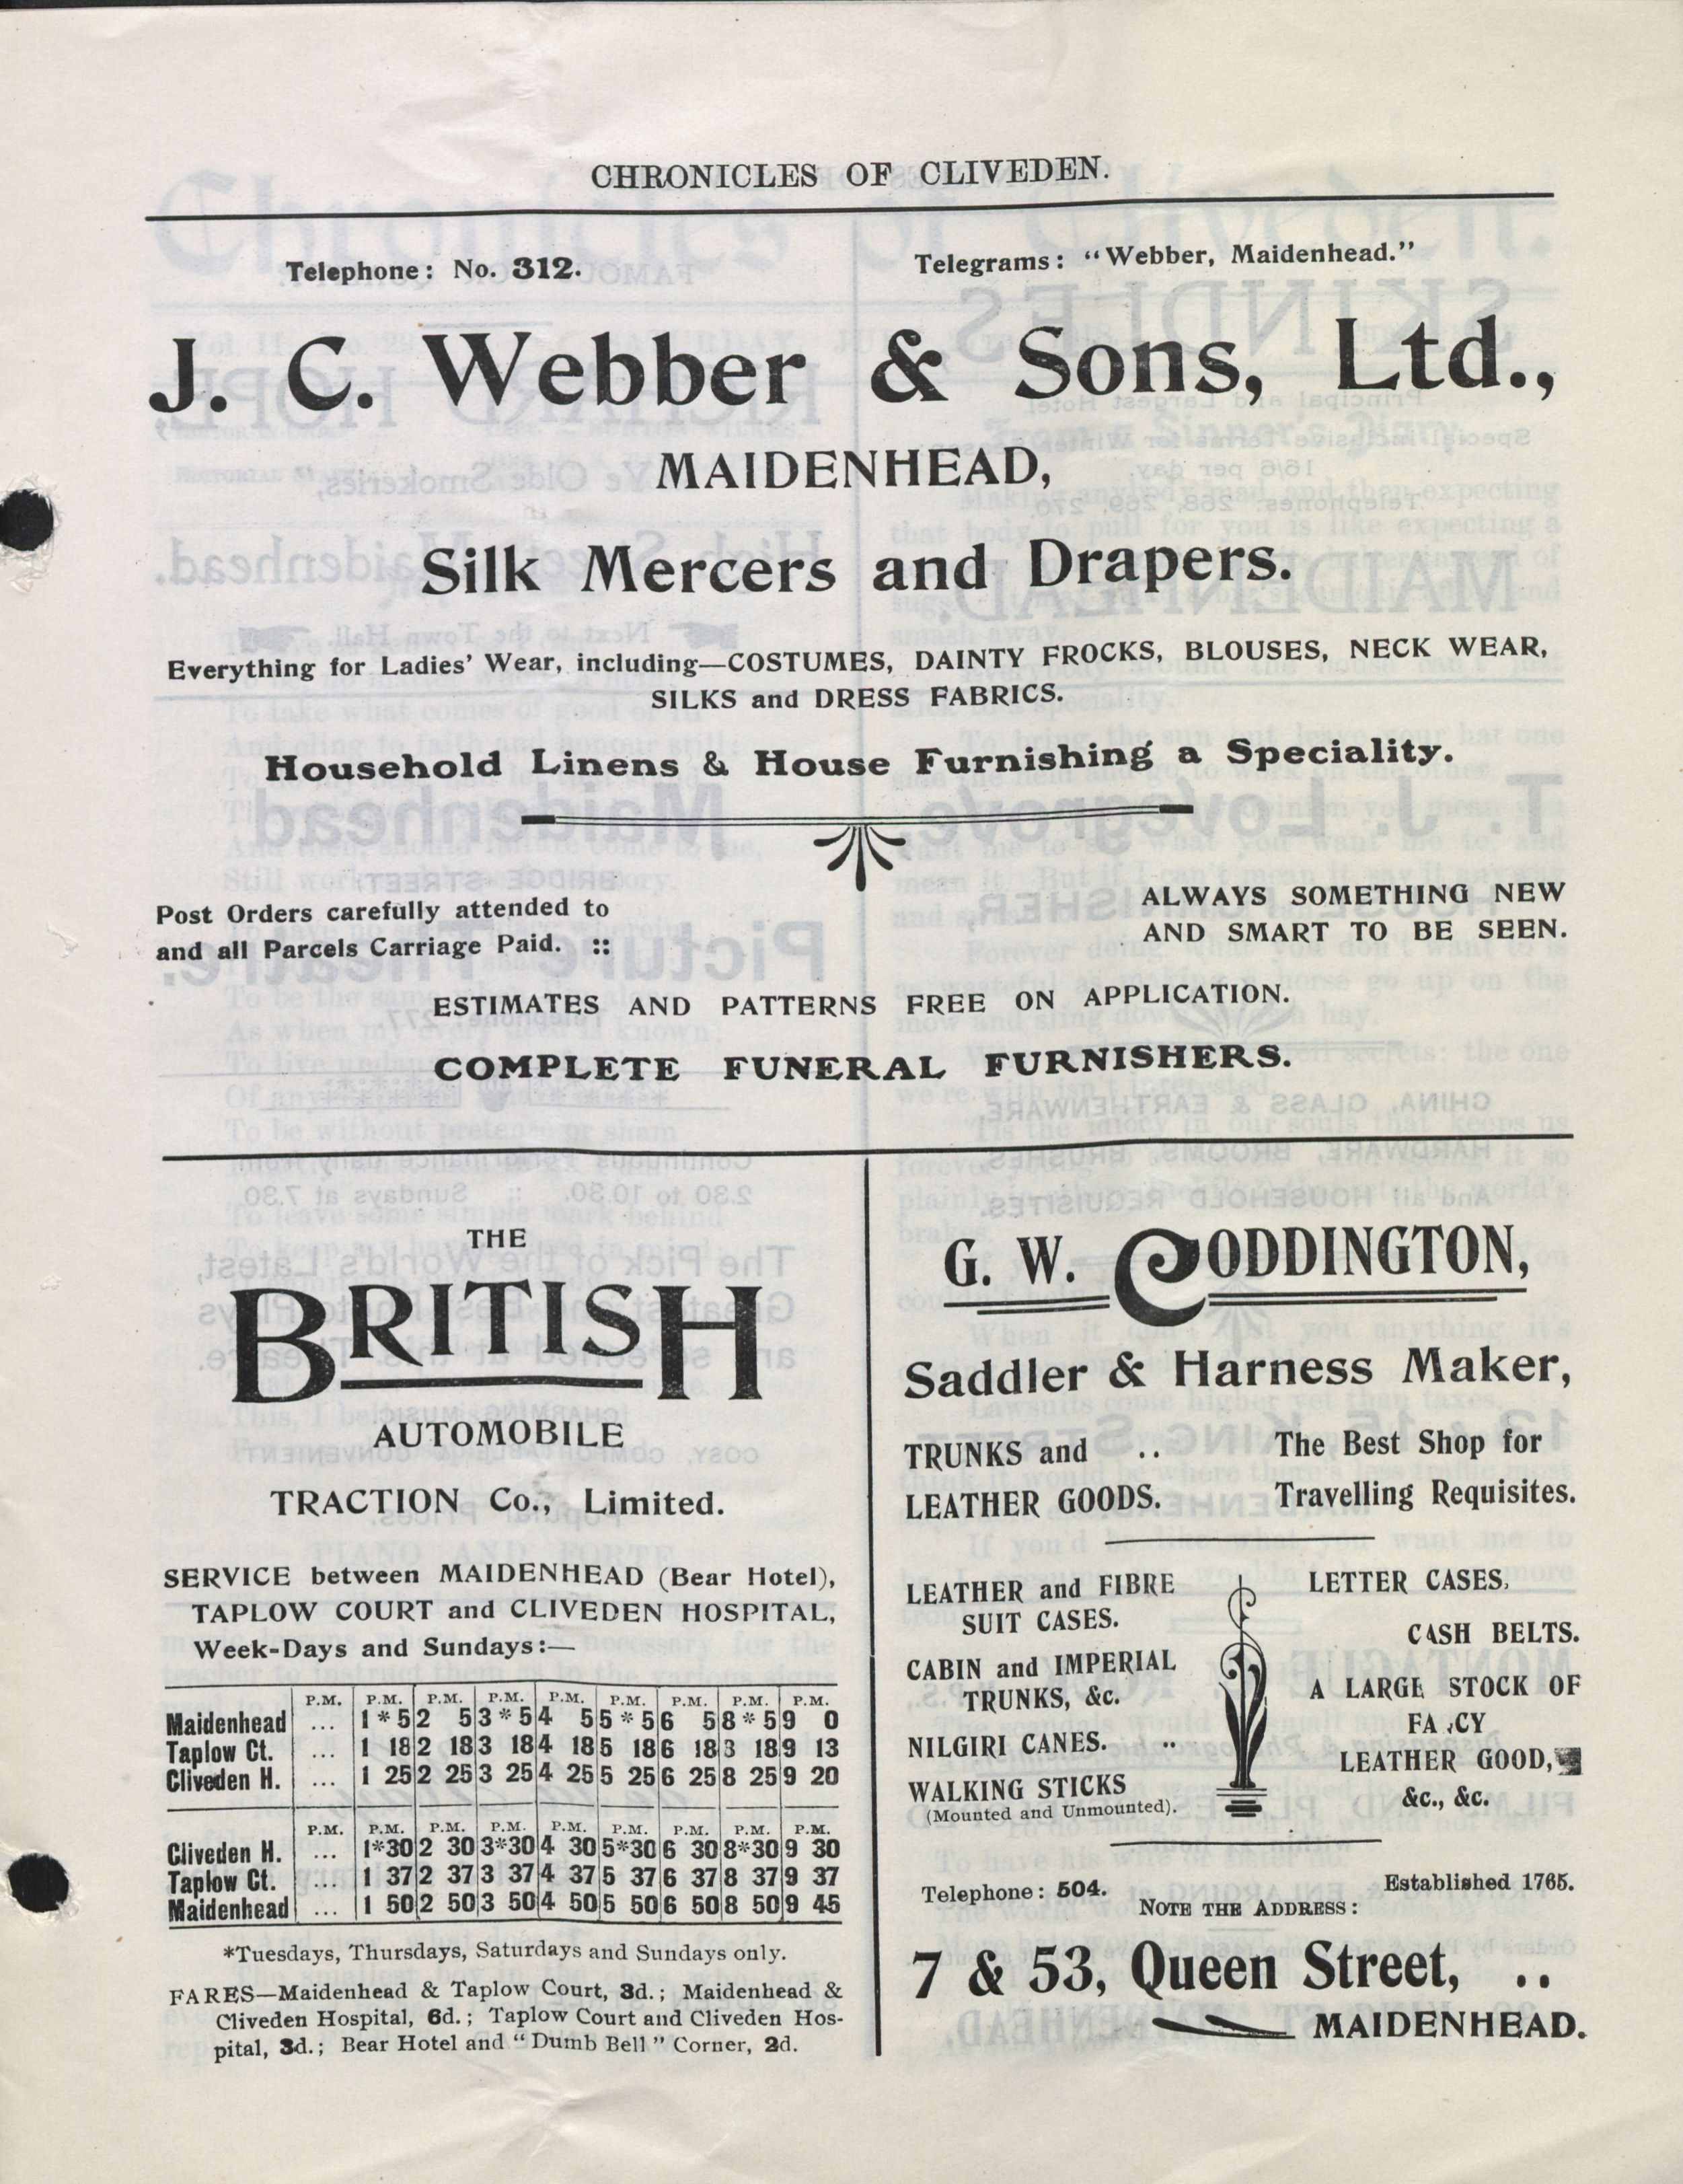 CHRONICLES OF CLIVEDEN.
Telephone: No. 312.
Telegrams: "Webber, Maidenhead."
J. C. Webber & Sons, Ltd.,
MAIDENHEAD,
Silk Mercers and Drapers.
Everything for Ladies' Wear, including—COSTUMES, DAINTY FROCKS, BLOUSES, NECK WEAR,
SILKS and DRESS FABRICS.
Household Linens & House Furnishing a Speciality.
Post Orders carefully attended to
and all Parcels Carriage Paid. ::
ALWAYS SOMETHING NEW
AND SMART TO BE SEEN.
ESTIMATES AND PATTERNS FREE ON APPLICATION.
COMPLETE FUNERAL FURNISHERS.
THE
BRITISH
AUTOMOBILE
TRACTION Co., Limited.
SERVICE between MAIDENHEAD (Bear Hotel),
TAPLOW COURT and CLIVEDEN HOSPITAL,
Week-Days and Sundays:—
P.M. P.M. P.M. P.M. P.M. P.M. P.M. P.M. P.M.
Maidenhead ... 1*5 2 5 3*5 4 5 5*5 6 5 8*5 9 0
Taplow Ct. ... 1 18 2 18 3 18 4 18 5 18 6 18 8 18 9 13
Cliveden H. ... 1 25 2 25 3 25 4 25 5 25 6 25 8 25 9 20
P.M. P.M. P.M. P.M. P.M. P.M. P.M. P.M. P.M.
Cliveden H. ... 1*30 2 30 3*30 4 30 5*30 6 30 8*30 9 30
Taplow Ct. ... 1 37 2 37 3 37 4 37 5 37 6 37 8 37 9 37
Maidenhead ... 1 50 2 50 3 50 4 50 5 50 6 50 8 50 9 45
*Tuesdays, Thursdays, Saturdays and Sundays only.
FARES—Maidenhead & Taplow Court, 3d.; Maidenhead &
Cliveden Hospital, 6d.; Taplow Court and Cliveden Hos-
pital, 3d.; Bear Hotel and "Dumb Bell" Corner, 2d.
G. W. CODDINGTON,
Saddler & Harness Maker,
TRUNKS and ..
LEATHER GOODS.
The Best Shop for
Travelling Requisites.
LEATHER and FIBRE
SUIT CASES.
CABIN and IMPERIAL
TRUNKS, &c.
NILGIRI CANES. ..
WALKING STICKS
(Mounted and Unmounted).
LETTER CASES,
CASH BELTS.
A LARGE STOCK OF
FA CY
LEATHER GOOD,
&c., &c.
Telephone: 504.
Established 1765.
NOTE THE ADDRESS:
7 & 53, Queen Street, ..
MAIDENHEAD.